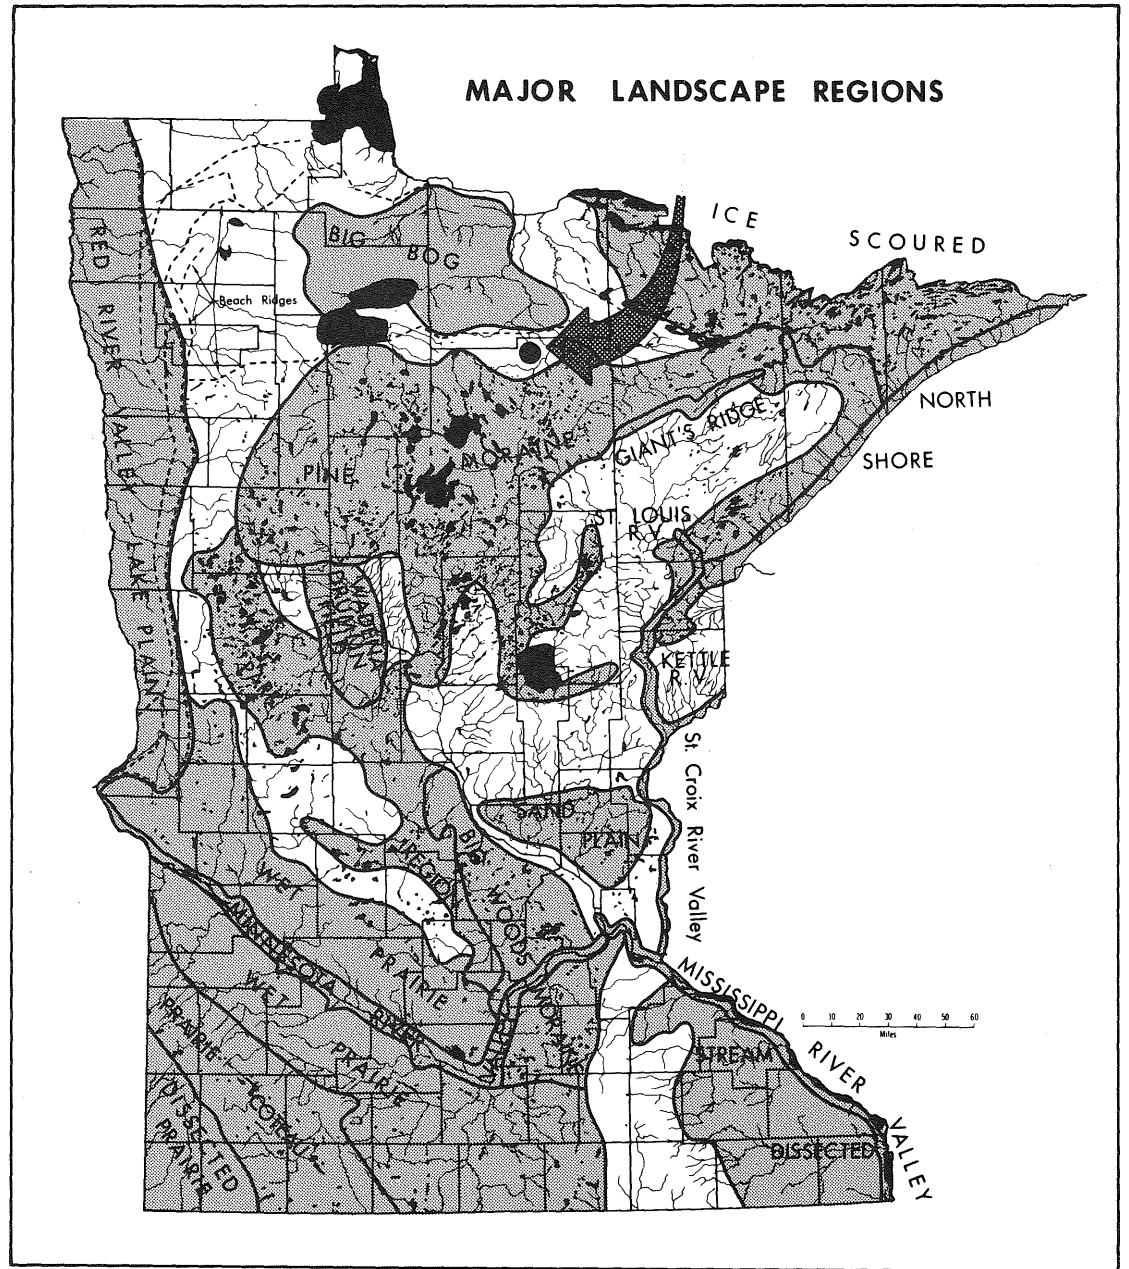 MAJOR LANDSCAPE REGIONS
ICE
SCOURED
BIG
BOG
RED RIVER VALLEY LAKE PLAIN
Beach Ridges
NORTH
SHORE
GIANT'S RIDGE
PINE
MORAINE
ST. LOUIS
R.V.
WADENA
DRUMLIN
FIELD
PARK
REGION
KETTLE
R.V.
St. Croix River Valley
SAND
PLAIN
BIG
WOODS
MORAINE
WET
PRAIRIE
MINNESOTA
RIVER
VALLEY
WET
PRAIRIE
PRAIRIE
COTEAU
DISSECTED
PRAIRIE
MISSISSIPPI
RIVER
VALLEY
STREAM
DISSECTED
0 10 20 30 40 50 60
Miles